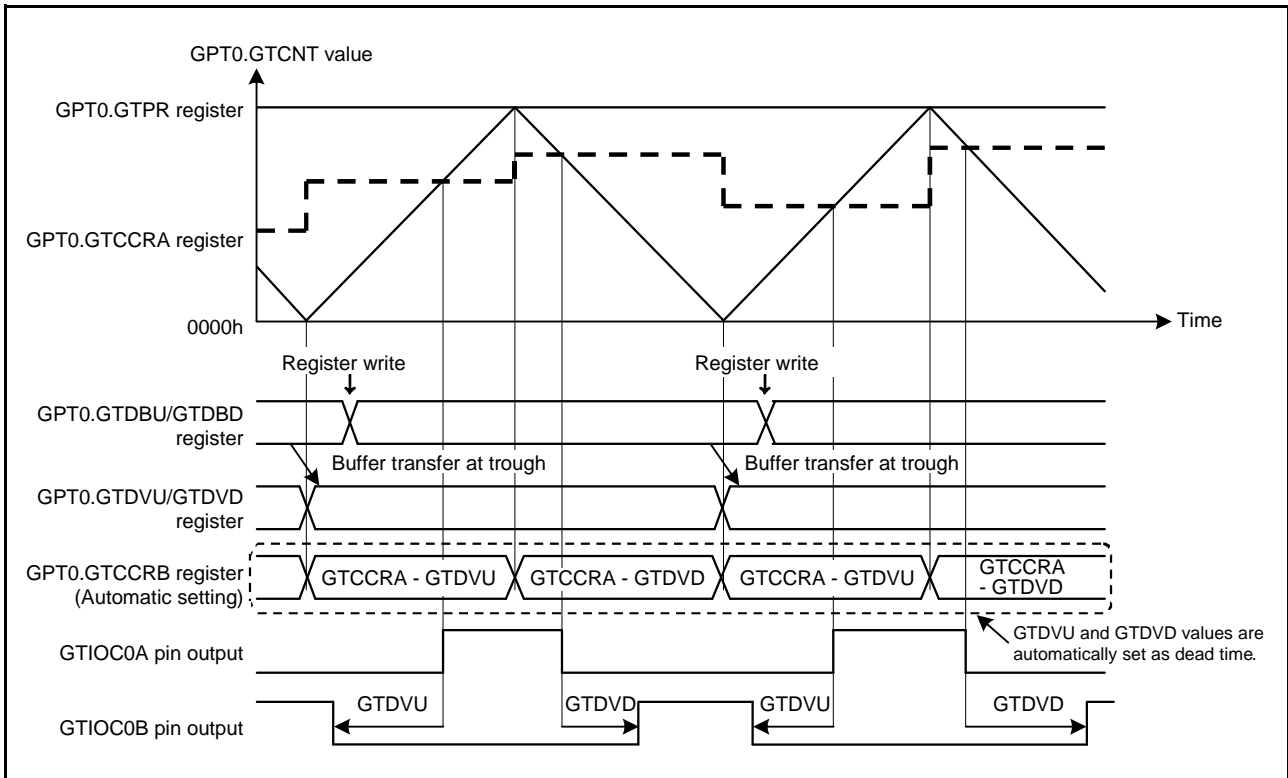 GPT0.GTCNT value
GPT0.GTPR register
GPT0.GTCCRA register
0000h
Time
Register write
Register write
GPT0.GTDBU/GTDBD
register
Buffer transfer at trough
Buffer transfer at trough
GPT0.GTDVU/GTDVD
register
GPT0.GTCCRB register
(Automatic setting)
GTCCRA - GTDVU
GTCCRA - GTDVD
GTCCRA - GTDVU
GTCCRA
- GTDVD
GTDVU and GTDVD values are
automatically set as dead time.
GTIOC0A pin output
GTDVU
GTDVD
GTDVU
GTDVD
GTIOC0B pin output